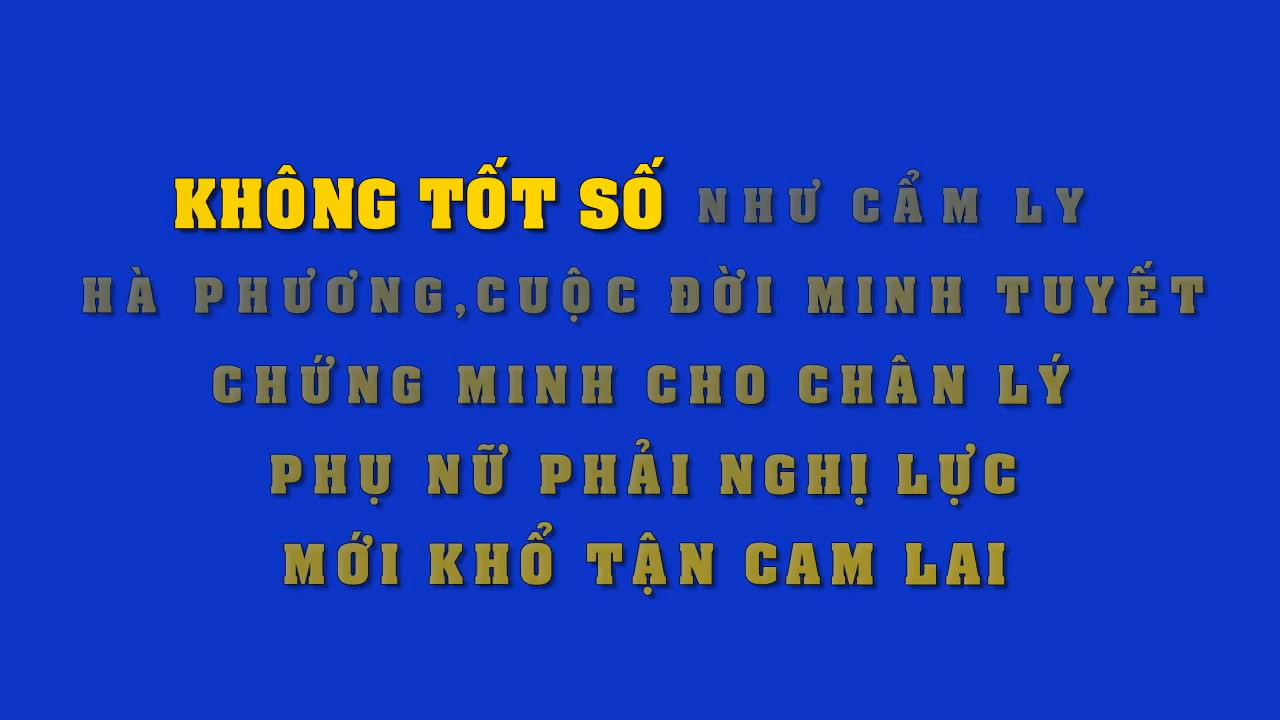 KHÔNG TỐT SỐ NHƯ CẨM LY
HÀ PHƯƠNG,CUỘC ĐỜI MINH TUYẾT
CHỨNG MINH CHO CHÂN LÝ
PHỤ NỮ PHẢI NGHỊ LỰC
MỚI KHỔ TẬN CAM LAI